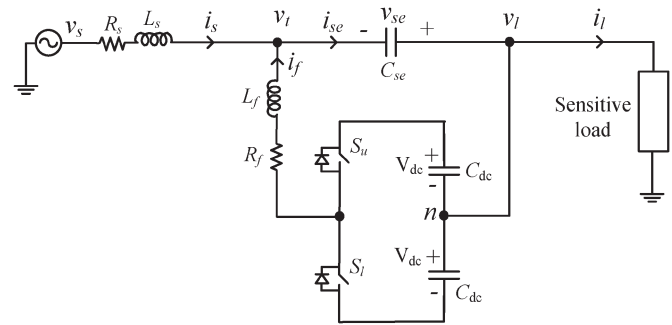 v_s
R_s
L_s
i_s
v_t
i_se
- v_se +
C_se
v_l
i_l
i_f
L_f
R_f
S_u
V_dc + -
C_dc
n
S_l
V_dc + -
C_dc
Sensitive
load